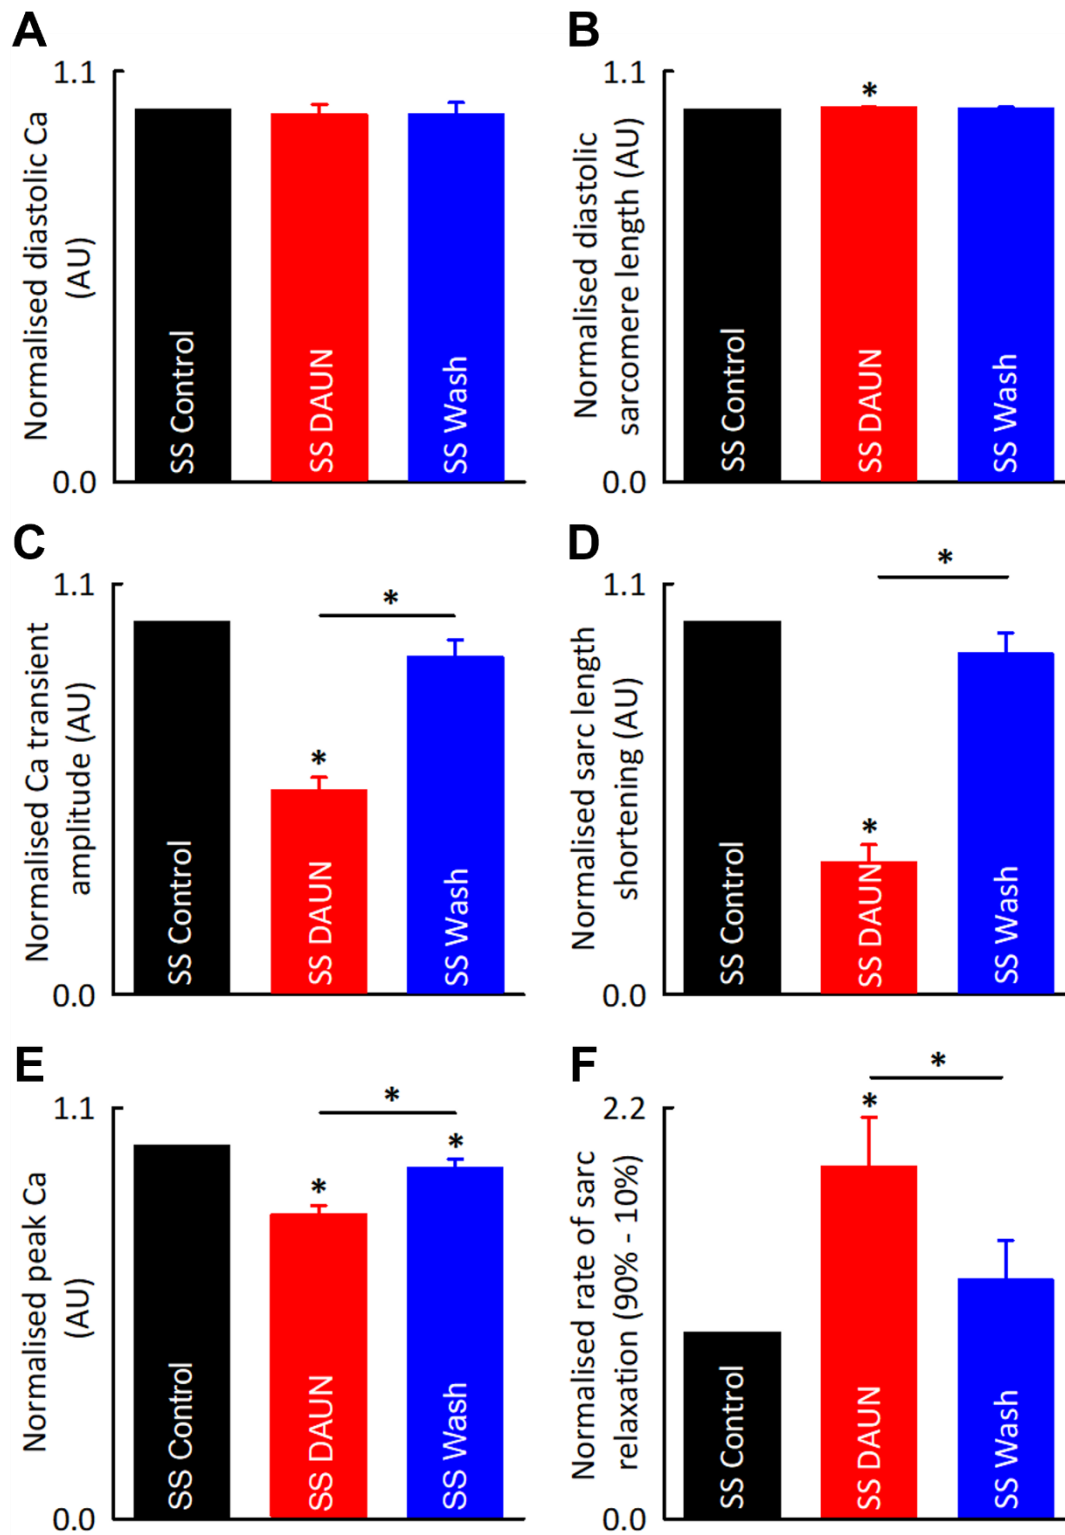 A
1.1
Normalised diastolic Ca
(AU)
0.0
SS Control
SS DAUN
SS Wash
B
1.1
Normalised diastolic
sarcomere length (AU)
0.0
*
SS Control
SS DAUN
SS Wash
C
1.1
Normalised Ca transient
amplitude (AU)
0.0
*
*
SS Control
SS DAUN
SS Wash
D
1.1
Normalised sarc length
shortening (AU)
0.0
*
*
SS Control
SS DAUN
SS Wash
E
1.1
Normalised peak Ca
(AU)
0.0
*
*
*
SS Control
SS DAUN
SS Wash
F
2.2
Normalised rate of sarc
relaxation (90% - 10%)
0.0
*
*
SS Control
SS DAUN
SS Wash